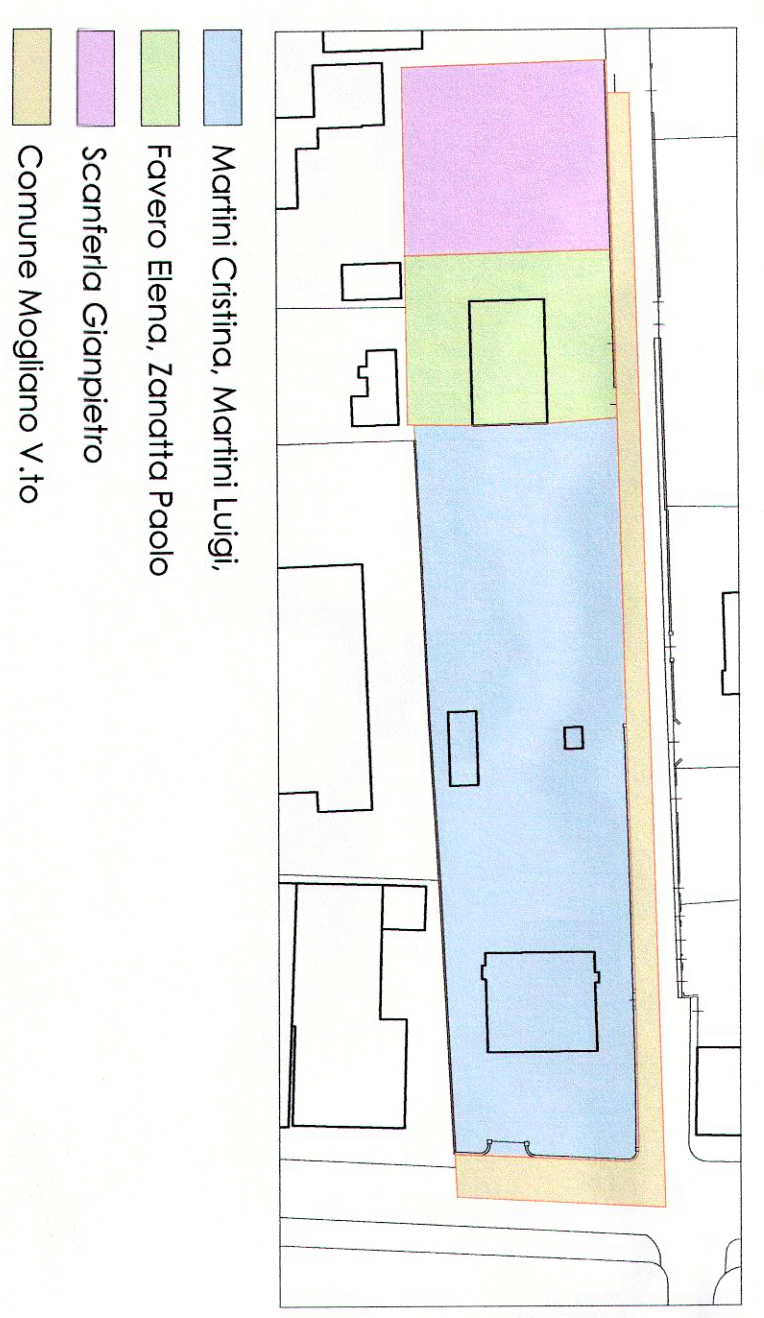 Martini Cristina, Martini Luigi,
Favero Elena, Zanatta Paolo
Scanferla Gianpietro
Comune Mogliano V.to